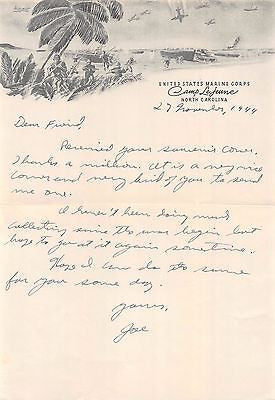 UNITED STATES MARINE CORPS
Camp Lejeune
NORTH CAROLINA
27 November, 1944
Dear Friend,
Received your souvenir cover.
Thanks a million. It is a very nice
cover and very kind of you to send
me one.
I haven't been doing much
collecting since the war began but
hope to go at it again sometime.
Hope I can do the same
for you some day.
Yours,
Joe